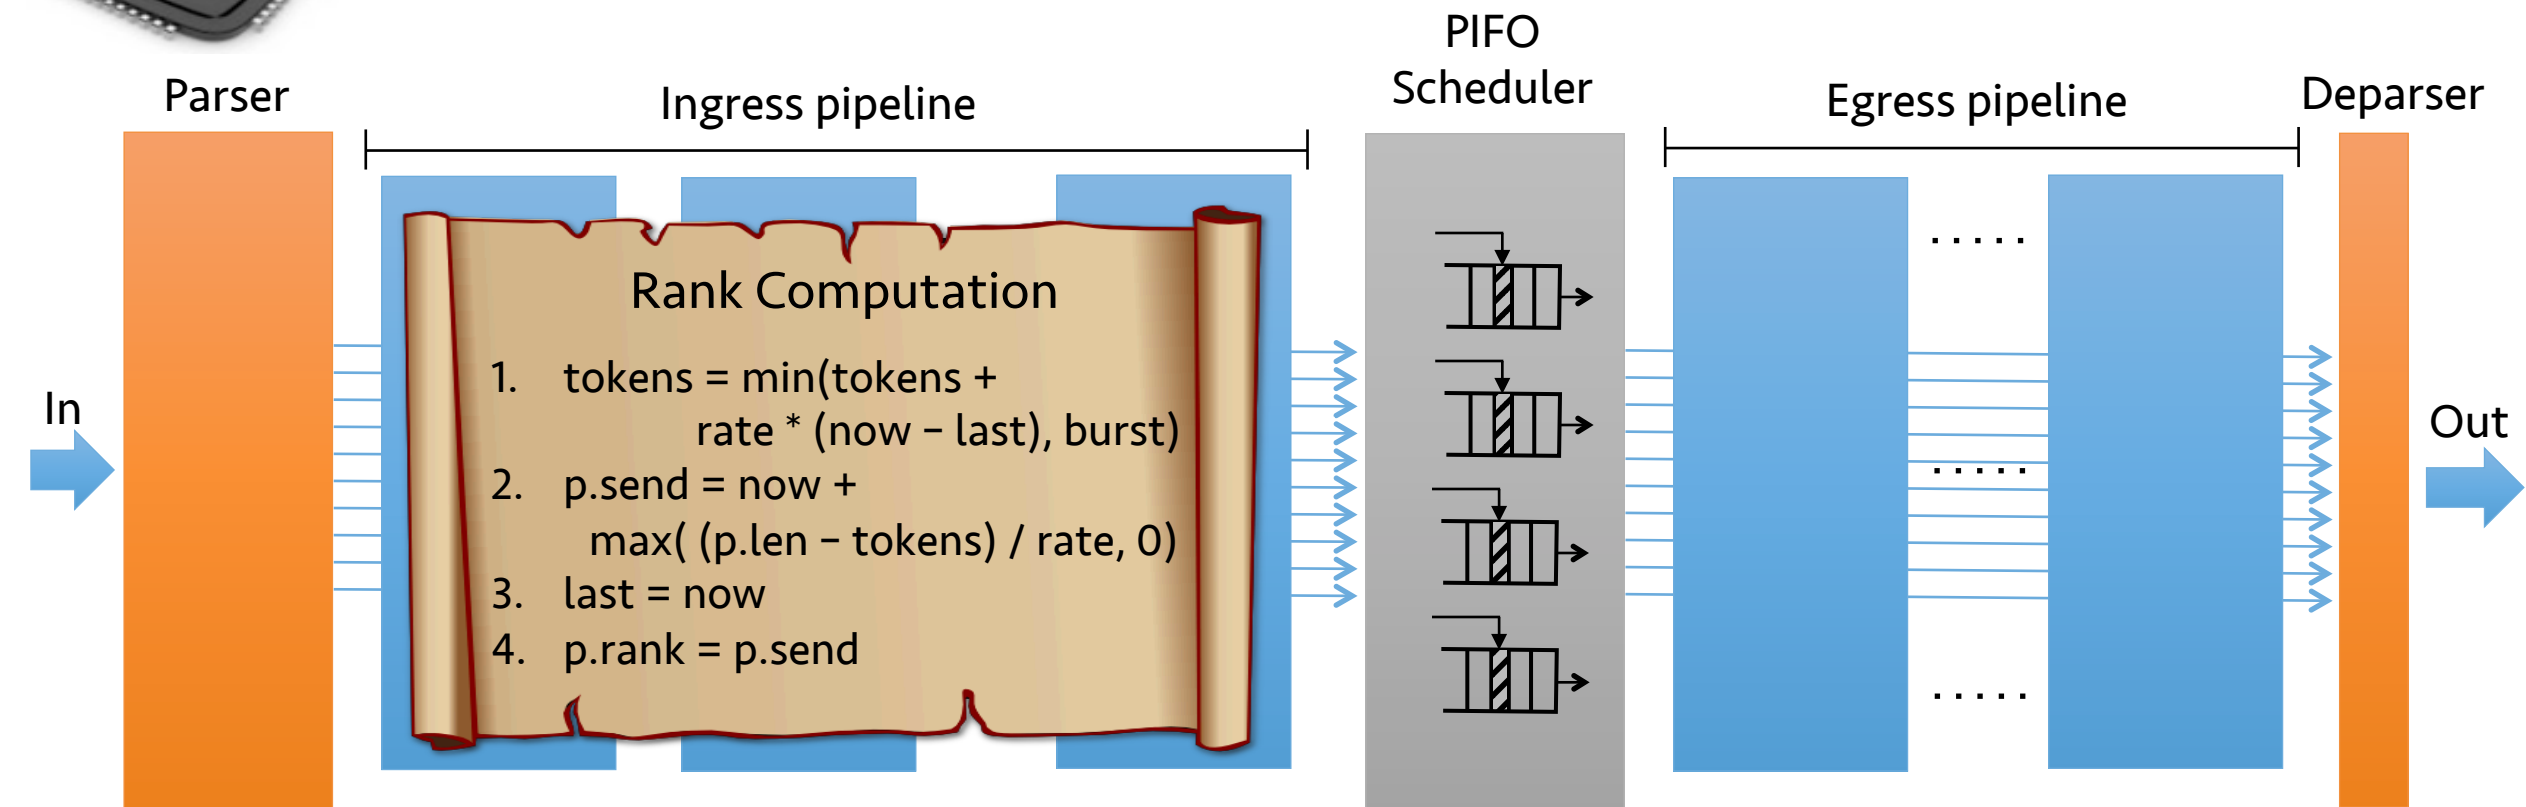 PIFO
Scheduler
Parser
Ingress pipeline
Egress pipeline
Deparser
Rank Computation
1. tokens = min(tokens +
rate * (now – last), burst)
2. p.send = now +
max( (p.len – tokens) / rate, 0)
3. last = now
4. p.rank = p.send
In
Out